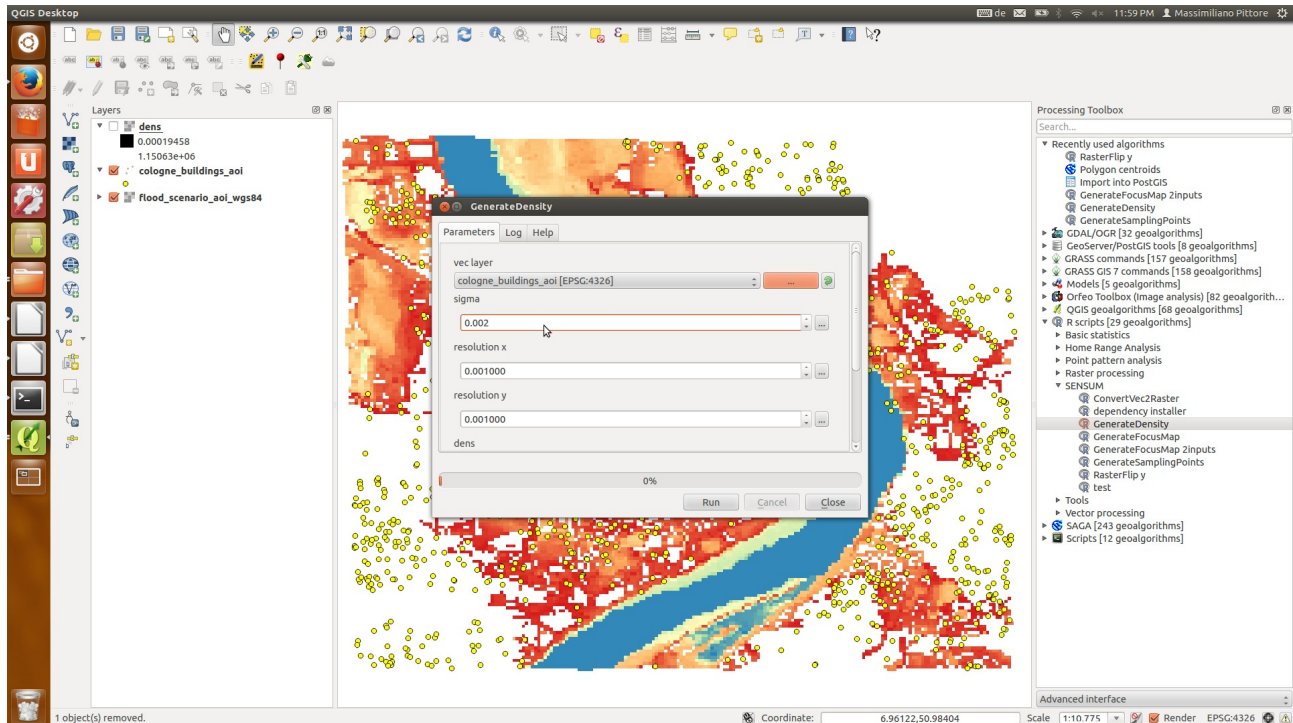 QGIS Desktop
de 11:59 PM Massimiliano Pittore
Layers
dens
0.00019458
1.15063e+06
cologne_buildings_aoi
flood_scenario_aoi_wgs84
GenerateDensity
Parameters Log Help
vec layer
cologne_buildings_aoi [EPSG:4326] ...
sigma
0.002 ...
resolution x
0.001000 ...
resolution y
0.001000 ...
dens
0%
Run Cancel Close
Processing Toolbox
Search...
Recently used algorithms
RasterFlip y
Polygon centroids
Import into PostGIS
GenerateFocusMap 2inputs
GenerateDensity
GenerateSamplingPoints
GDAL/OGR [32 geoalgorithms]
GeoServer/PostGIS tools [8 geoalgorithms]
GRASS commands [157 geoalgorithms]
GRASS GIS 7 commands [158 geoalgorithms]
Models [5 geoalgorithms]
Orfeo Toolbox (Image analysis) [82 geoalgorith...
QGIS geoalgorithms [68 geoalgorithms]
R scripts [29 geoalgorithms]
Basic statistics
Home Range Analysis
Point pattern analysis
Raster processing
SENSUM
ConvertVec2Raster
dependency installer
GenerateDensity
GenerateFocusMap
GenerateFocusMap 2inputs
GenerateSamplingPoints
RasterFlip y
test
Tools
Vector processing
SAGA [243 geoalgorithms]
Scripts [12 geoalgorithms]
Advanced interface
1 object(s) removed. Coordinate: 6.96122,50.98404 Scale 1:10.775 Render EPSG:4326